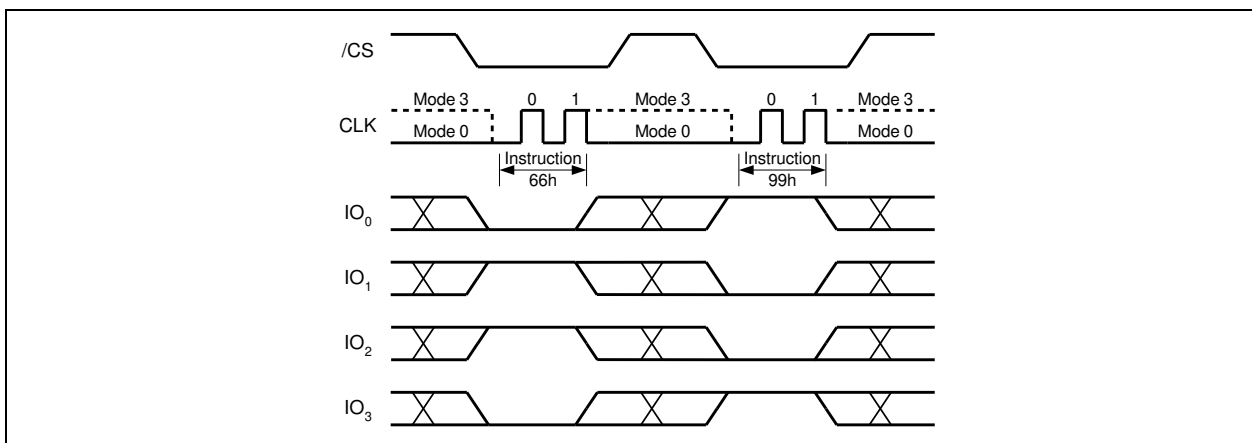 /CS
Mode 3 0 1 Mode 3 0 1 Mode 3
CLK
Mode 0 Mode 0 Mode 0
Instruction Instruction
66h 99h
IO0
IO1
IO2
IO3